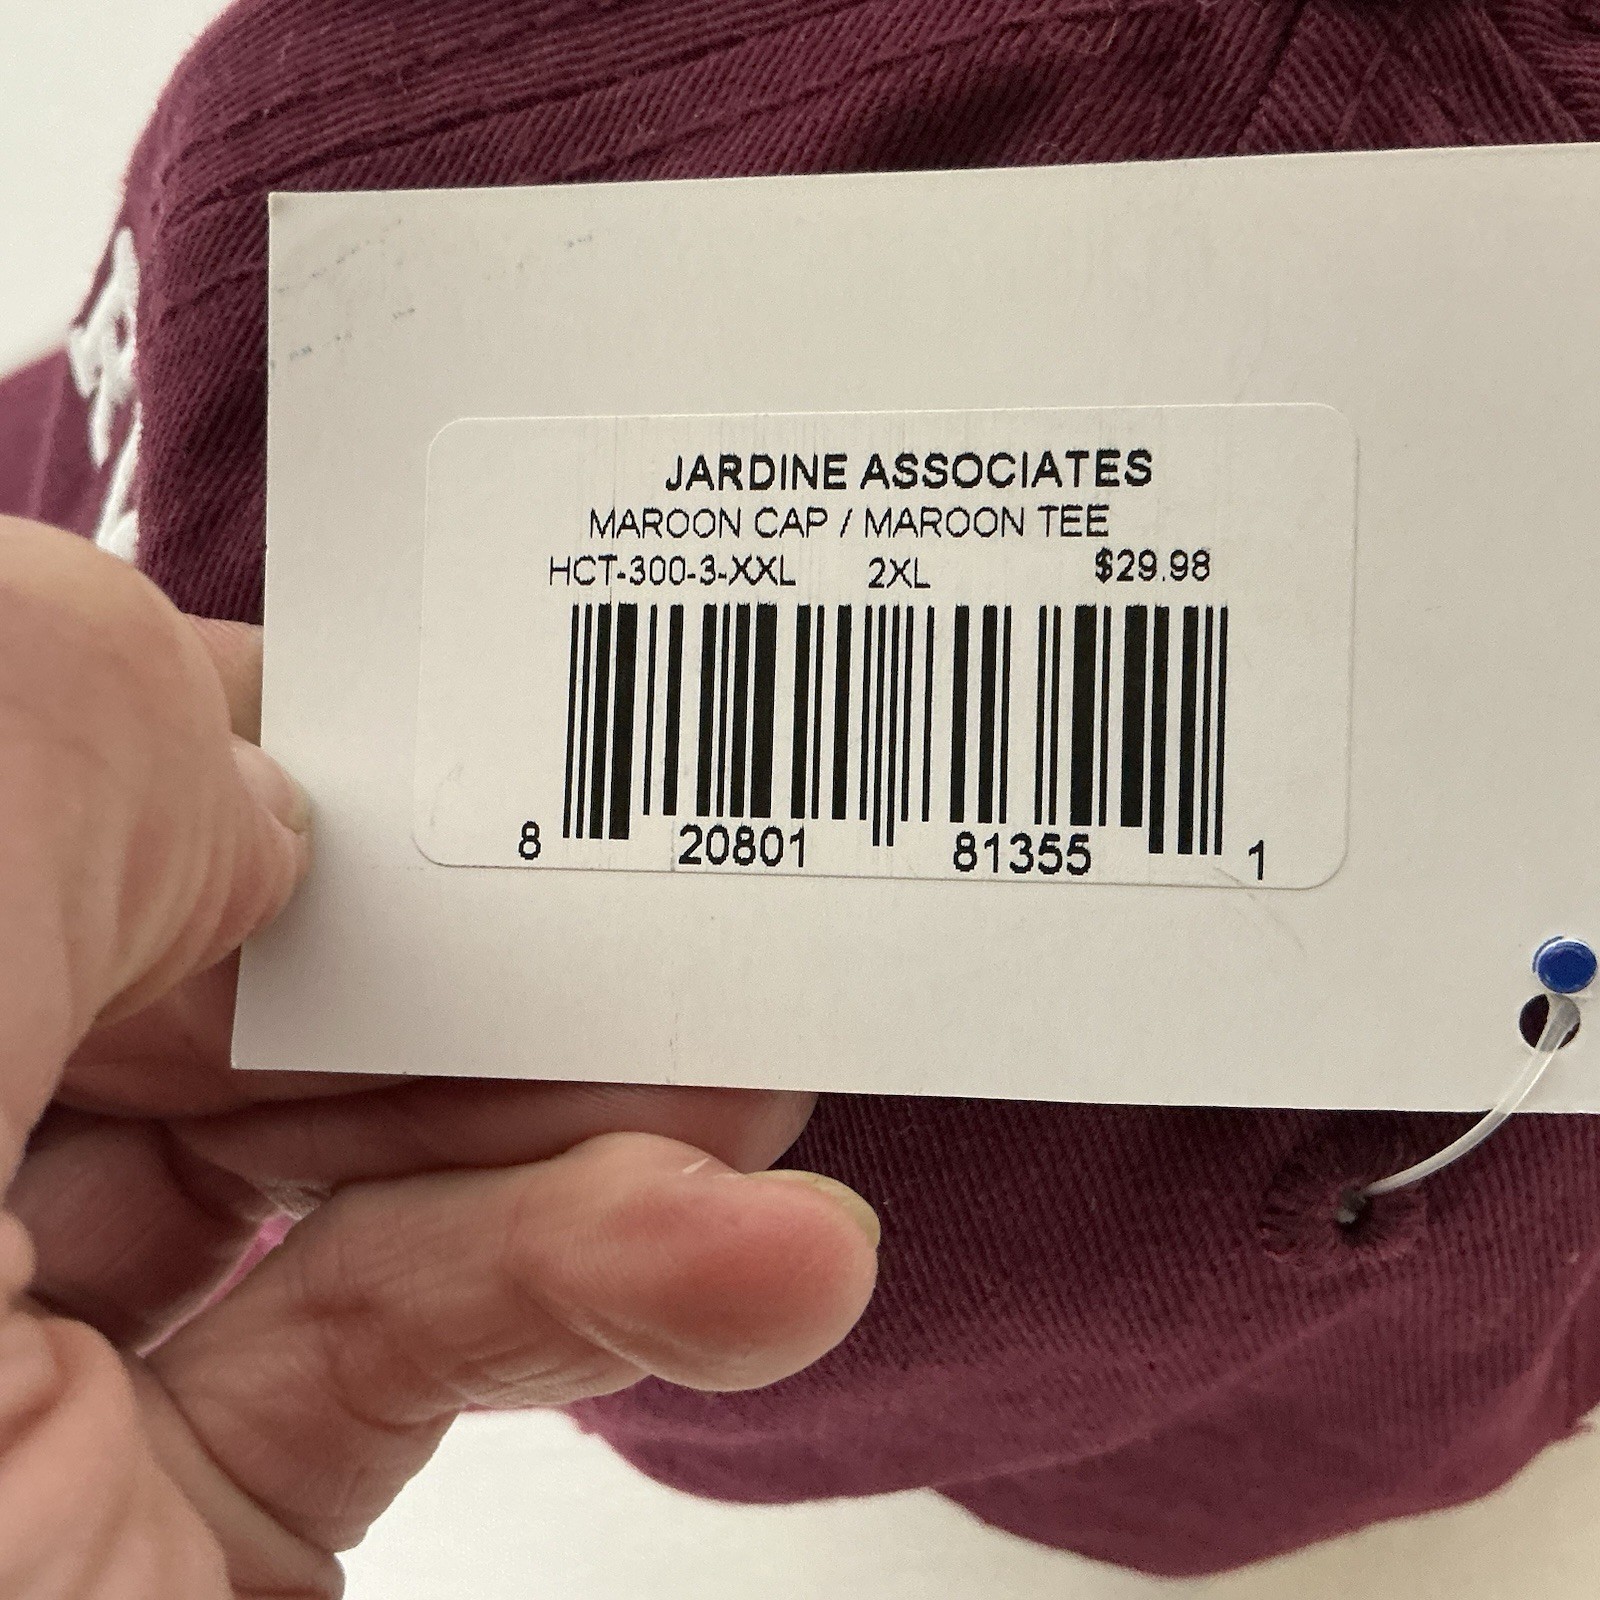 JARDINE ASSOCIATES
MAROON CAP / MAROON TEE
HCT-300-3-XXL 2XL $29.98
8 20801 81355 1